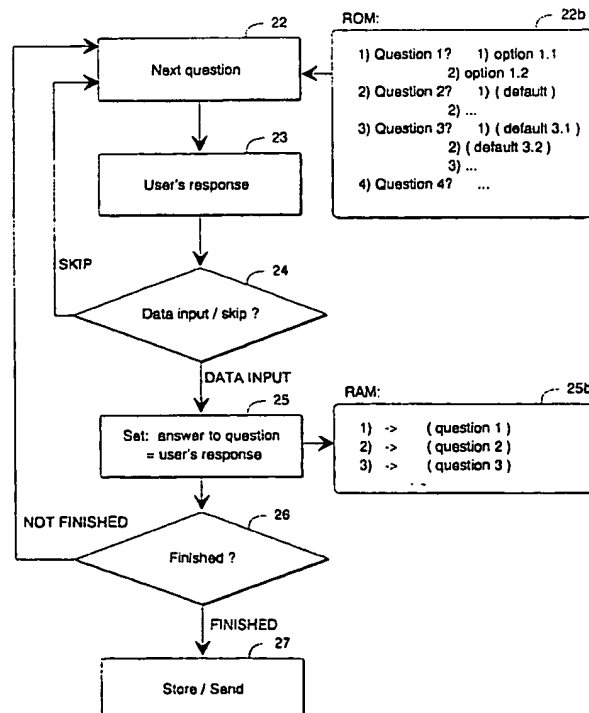 22
Next question
ROM:
22b
1) Question 1? 1) option 1.1
2) option 1.2
2) Question 2? 1) ( default )
2) ...
3) Question 3? 1) ( default 3.1 )
2) ( default 3.2 )
3) ...
4) Question 4? ...
23
User's response
SKIP
24
Data input / skip ?
DATA INPUT
25
Set: answer to question
= user's response
RAM:
25b
1) -> ( question 1 )
2) -> ( question 2 )
3) -> ( question 3 )
...
NOT FINISHED
26
Finished ?
FINISHED
27
Store / Send